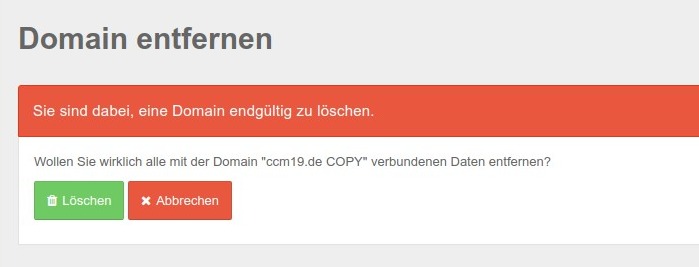 Domain entfernen
Sie sind dabei, eine Domain endgültig zu löschen.
Wollen Sie wirklich alle mit der Domain "ccm19.de COPY" verbundenen Daten entfernen?
Löschen Abbrechen